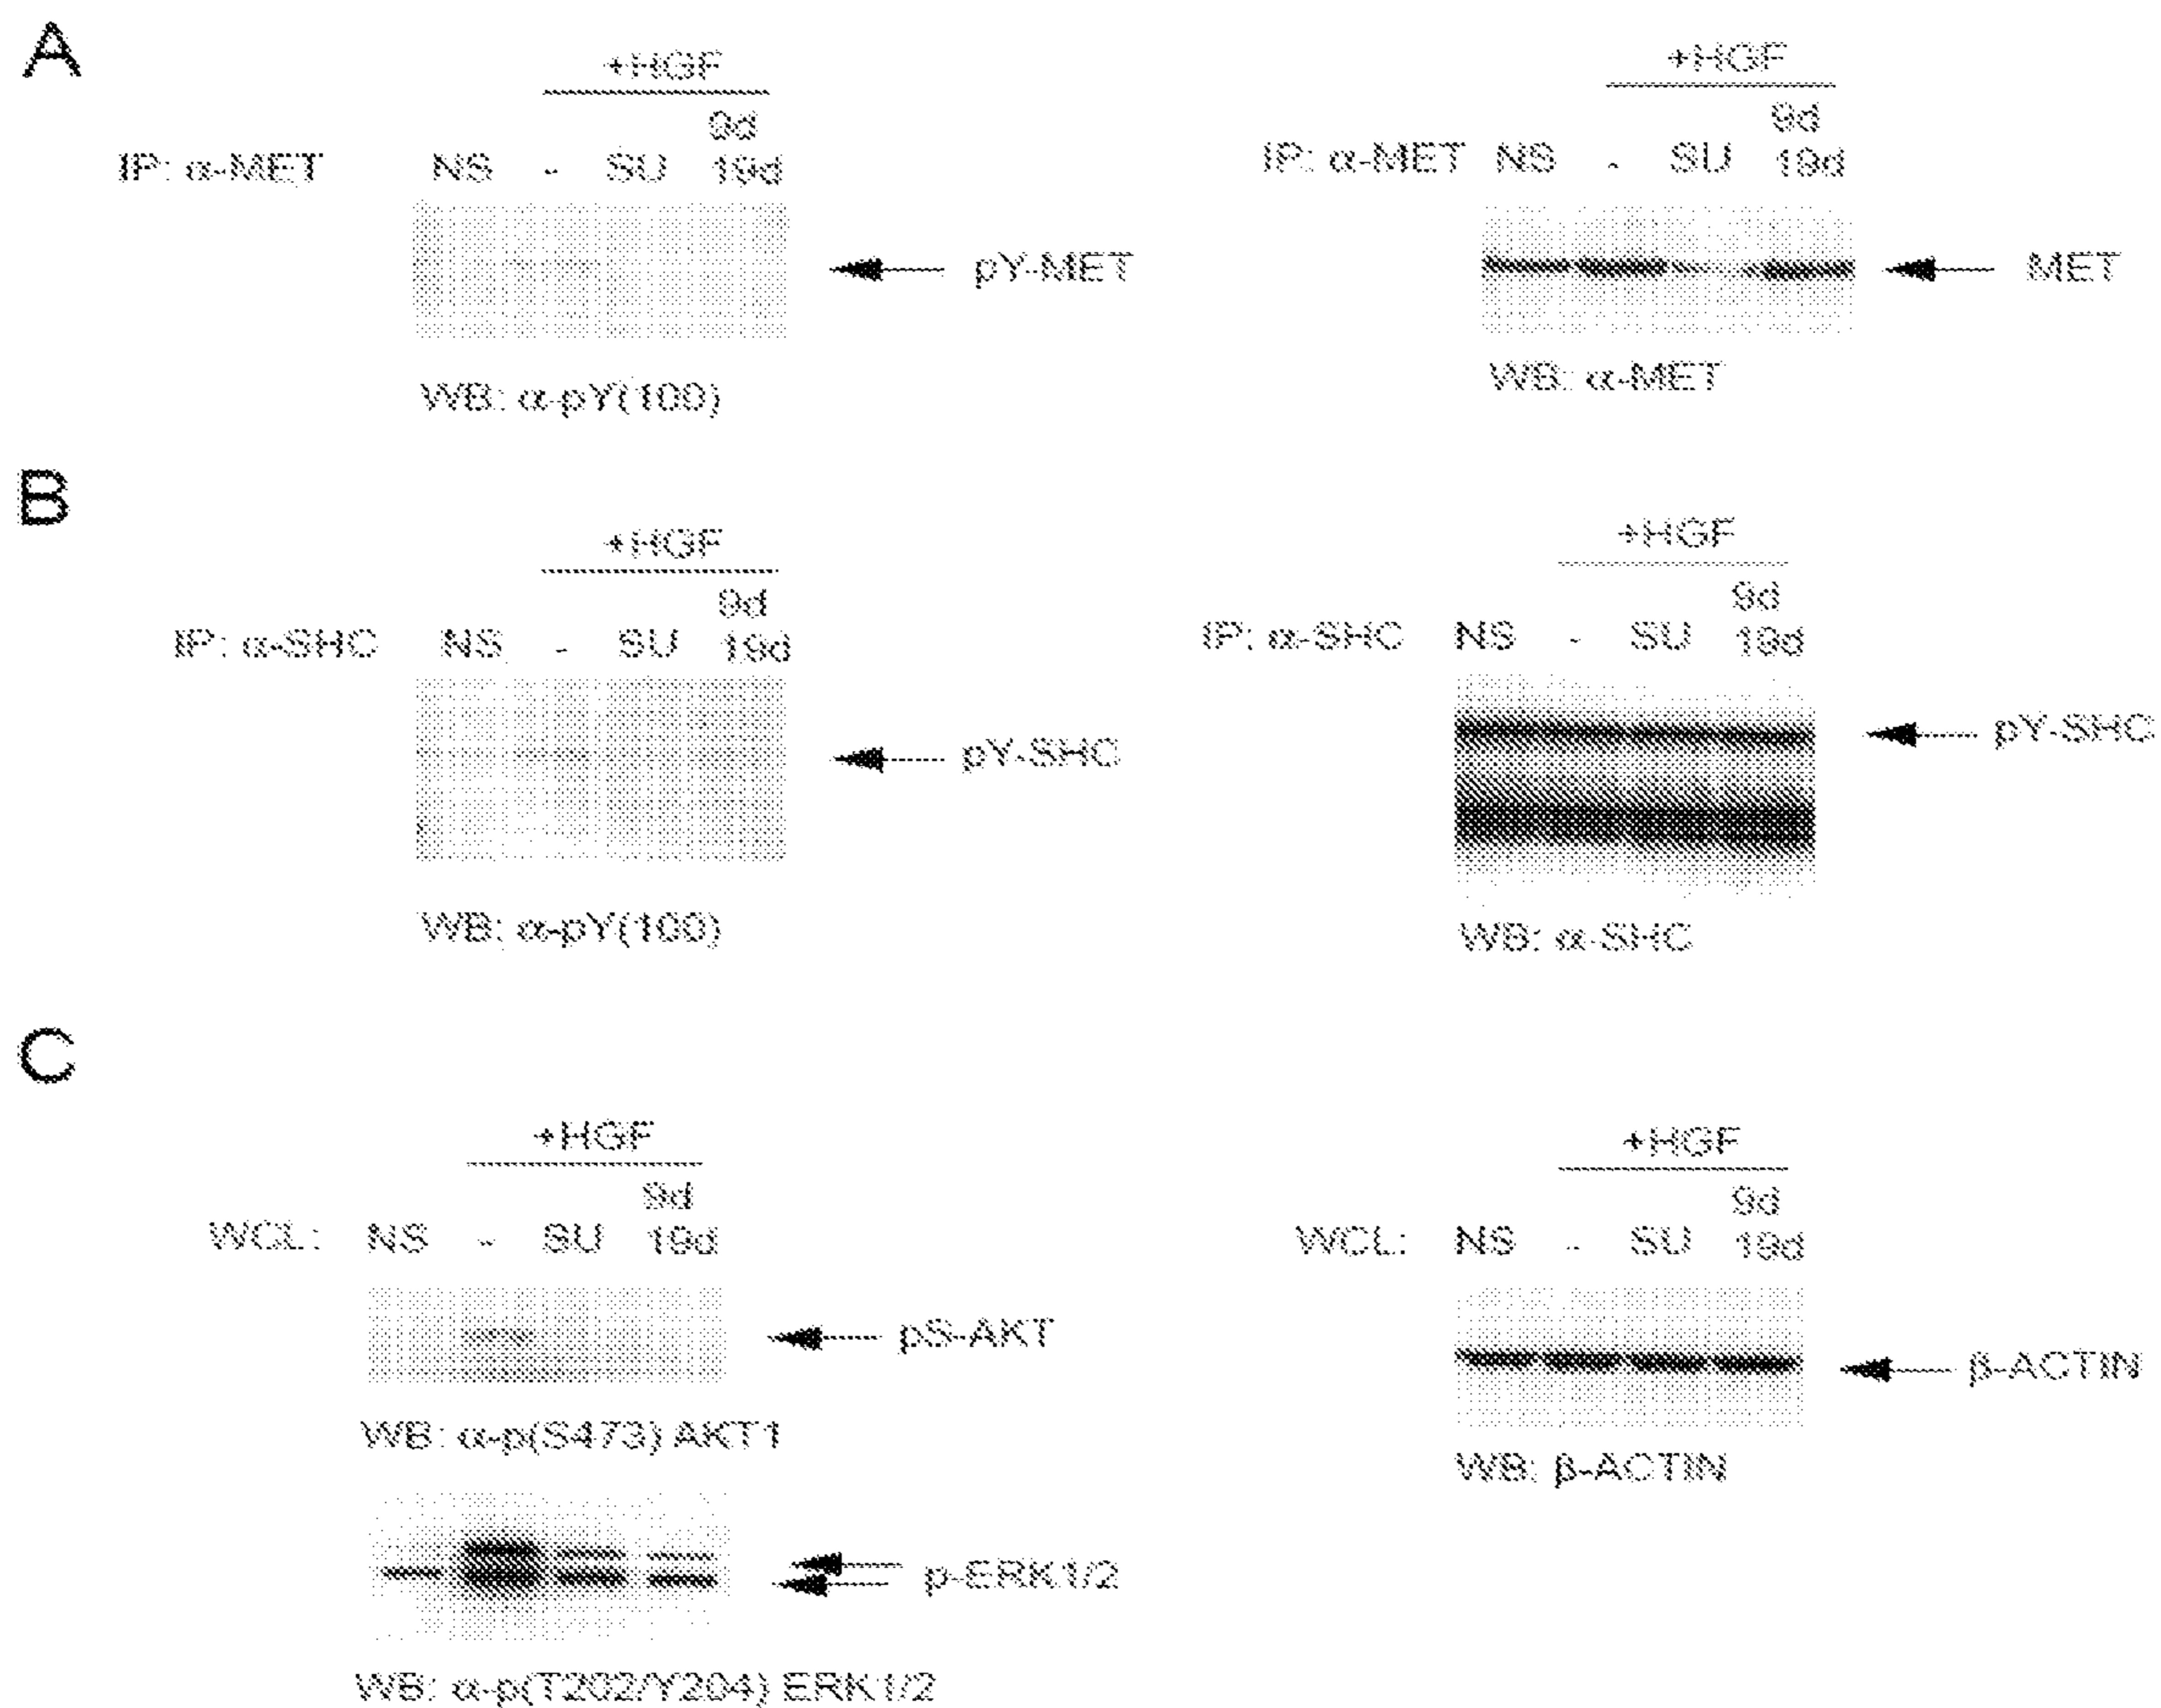 A
+HGF
9d
IP: α-MET NS - SU 19d
pY-MET
WB: α-pY(100)
+HGF
9d
IP: α-MET NS - SU 19d
MET
WB: α-MET
B
+HGF
9d
IP: α-SHC NS - SU 19d
pY-SHC
WB: α-pY(100)
+HGF
9d
IP: α-SHC NS - SU 19d
pY-SHC
WB: α-SHC
C
+HGF
9d
WCL: NS - SU 19d
pS-AKT
WB: α-p(S473) AKT1
p-ERK1/2
WB: α-p(T202/Y204) ERK1/2
+HGF
9d
WCL: NS - SU 19d
β-ACTIN
WB: β-ACTIN